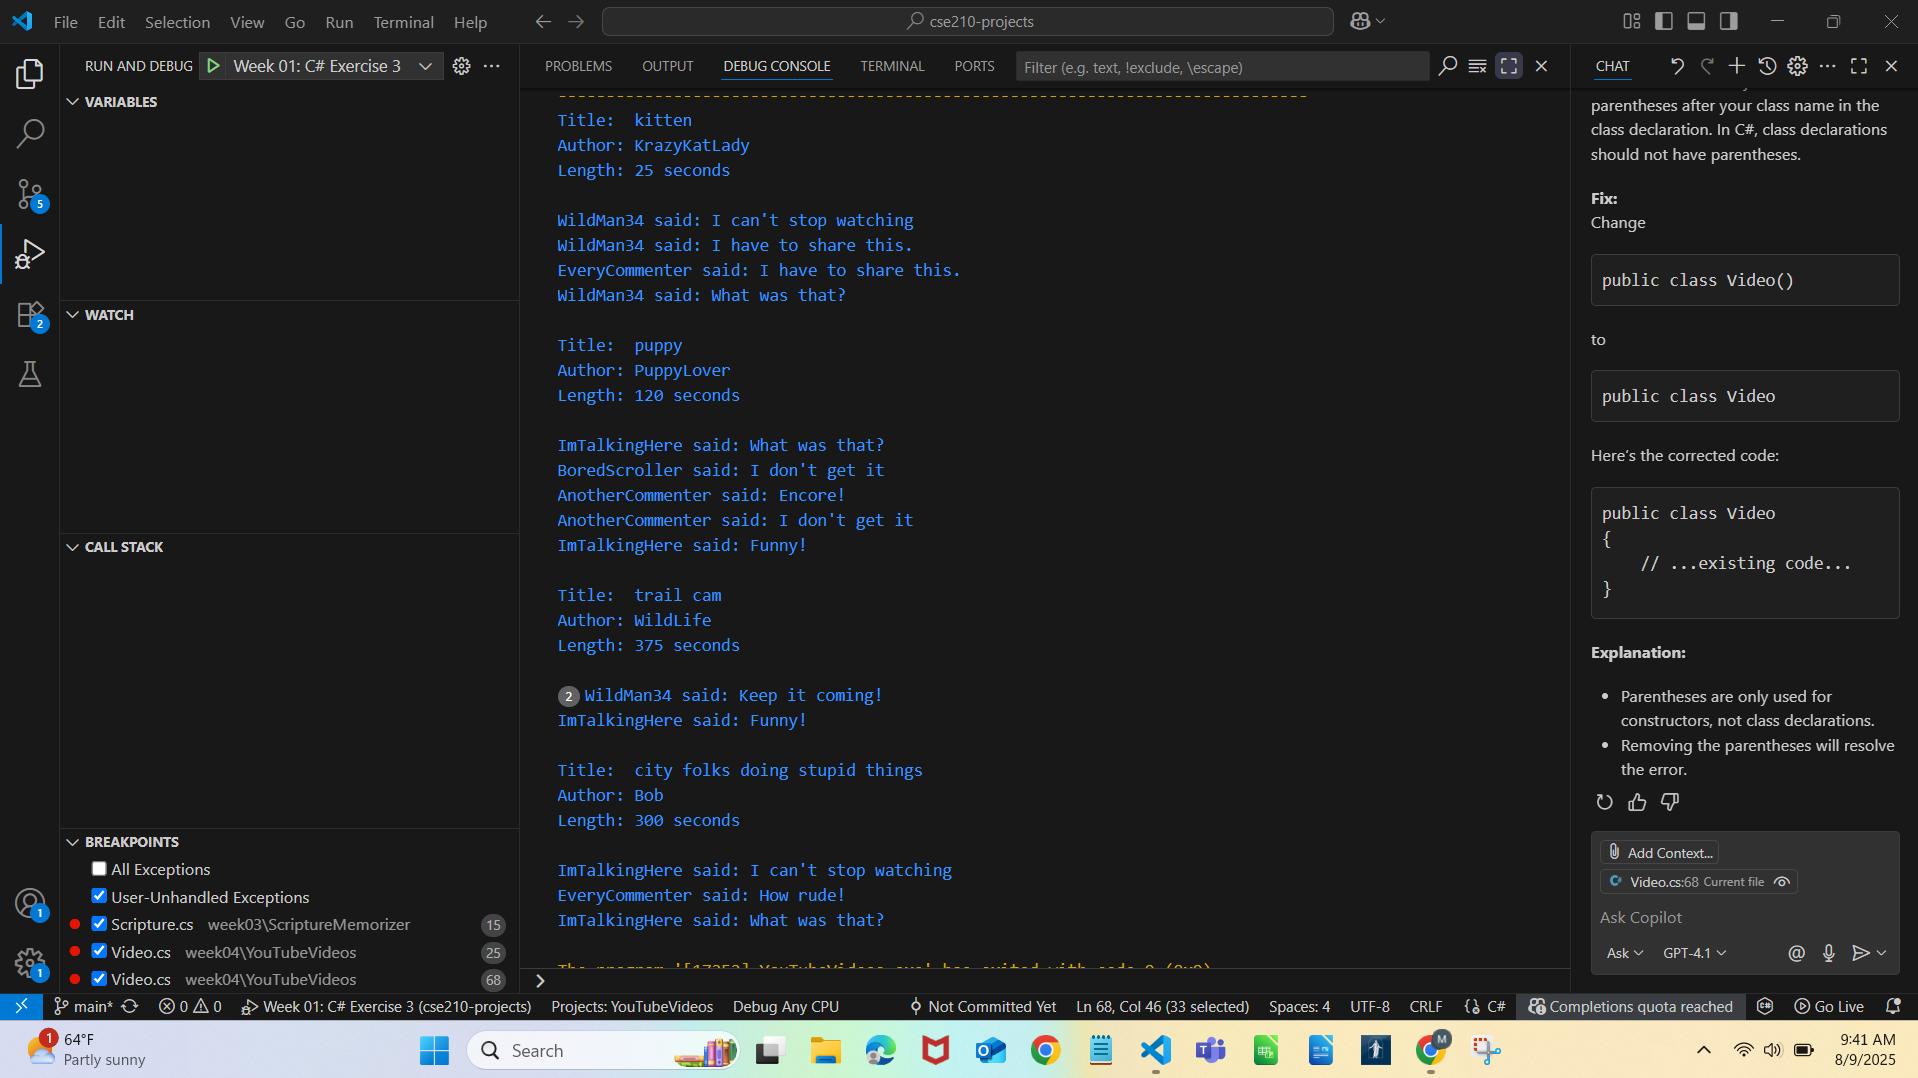 File Edit Selection View Go Run Terminal Help
cse210-projects
RUN AND DEBUG Week 01: C# Exercise 3
VARIABLES
WATCH
CALL STACK
BREAKPOINTS
All Exceptions
User-Unhandled Exceptions
Scripture.cs week03\ScriptureMemorizer 15
Video.cs week04\YouTubeVideos 25
Video.cs week04\YouTubeVideos 68
5
2
1
1
PROBLEMS OUTPUT DEBUG CONSOLE TERMINAL PORTS Filter (e.g. text, !exclude, \escape)
Title:  kitten
Author: KrazyKatLady
Length: 25 seconds
WildMan34 said: I can't stop watching
WildMan34 said: I have to share this.
EveryCommenter said: I have to share this.
WildMan34 said: What was that?
Title:  puppy
Author: PuppyLover
Length: 120 seconds
ImTalkingHere said: What was that?
BoredScroller said: I don't get it
AnotherCommenter said: Encore!
AnotherCommenter said: I don't get it
ImTalkingHere said: Funny!
Title:  trail cam
Author: WildLife
Length: 375 seconds
2 WildMan34 said: Keep it coming!
ImTalkingHere said: Funny!
Title:  city folks doing stupid things
Author: Bob
Length: 300 seconds
ImTalkingHere said: I can't stop watching
EveryCommenter said: How rude!
ImTalkingHere said: What was that?
CHAT
parentheses after your class name in the
class declaration. In C#, class declarations
should not have parentheses.
Fix:
Change
public class Video()
to
public class Video
Here's the corrected code:
public class Video
{
// ...existing code...
}
Explanation:
• Parentheses are only used for
constructors, not class declarations.
• Removing the parentheses will resolve
the error.
Add Context...
Video.cs:68 Current file
Ask Copilot
Ask GPT-4.1
main* 0 0 Week 01: C# Exercise 3 (cse210-projects) Projects: YouTubeVideos Debug Any CPU Not Committed Yet Ln 68, Col 46 (33 selected) Spaces: 4 UTF-8 CRLF C# Completions quota reached Go Live
1
64°F
Partly sunny
Search
M
9:41 AM
8/9/2025